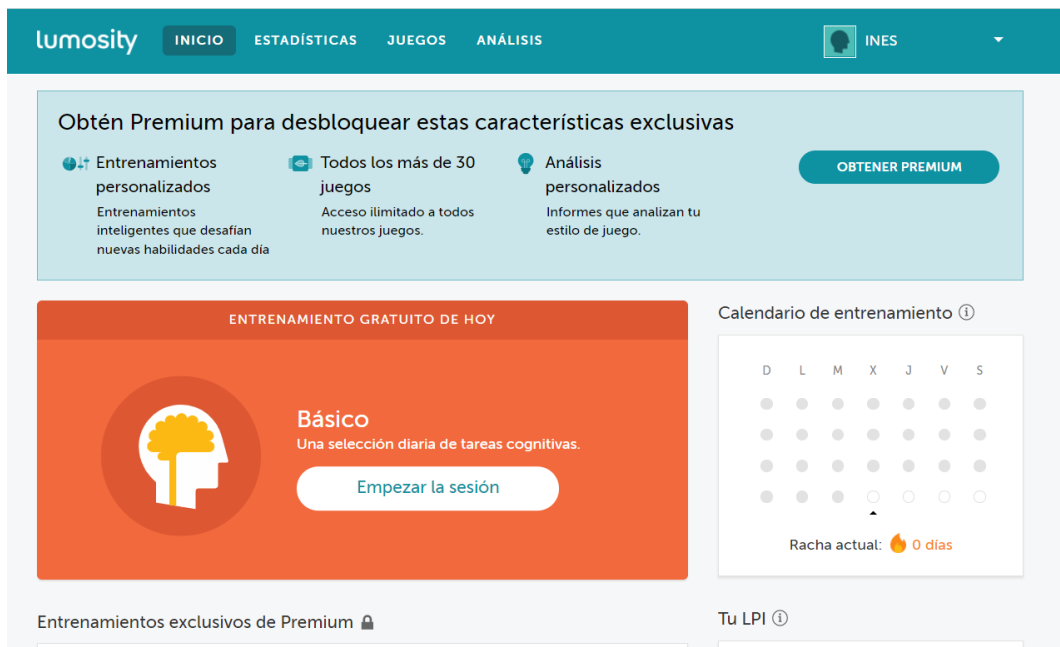 lumosity INICIO ESTADÍSTICAS JUEGOS ANÁLISIS INES
Obtén Premium para desbloquear estas características exclusivas
Entrenamientos
personalizados
Entrenamientos
inteligentes que desafían
nuevas habilidades cada día
Todos los más de 30
juegos
Acceso ilimitado a todos
nuestros juegos.
Análisis
personalizados
Informes que analizan tu
estilo de juego.
OBTENER PREMIUM
ENTRENAMIENTO GRATUITO DE HOY
Básico
Una selección diaria de tareas cognitivas.
Empezar la sesión
Calendario de entrenamiento
D L M X J V S
Racha actual: 0 días
Entrenamientos exclusivos de Premium
Tu LPI